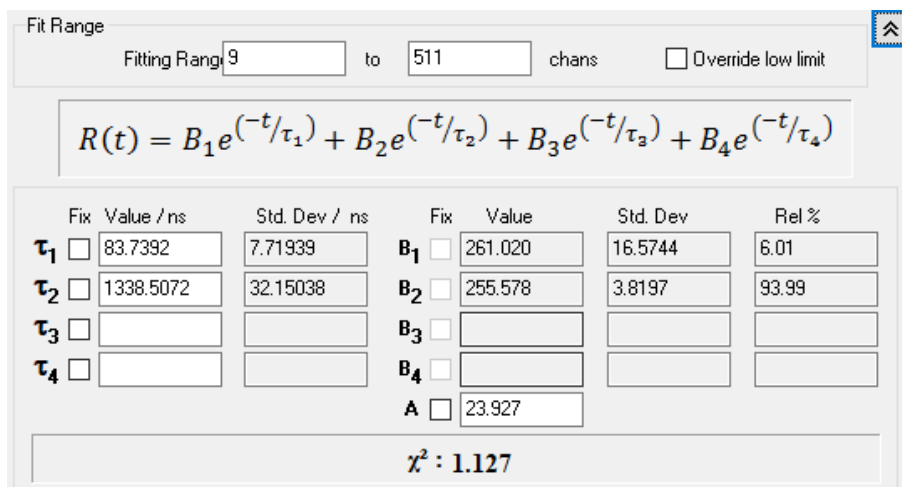 Fit Range
Fitting Rang 9 to 511 chans Override low limit
R(t) = B₁e^(−t/τ₁) + B₂e^(−t/τ₂) + B₃e^(−t/τ₃) + B₄e^(−t/τ₄)
Fix Value / ns Std. Dev / ns Fix Value Std. Dev Rel %
τ₁ 83.7392 7.71939 B₁ 261.020 16.5744 6.01
τ₂ 1338.5072 32.15038 B₂ 255.578 3.8197 93.99
τ₃ B₃
τ₄ B₄
A 23.927
χ² : 1.127